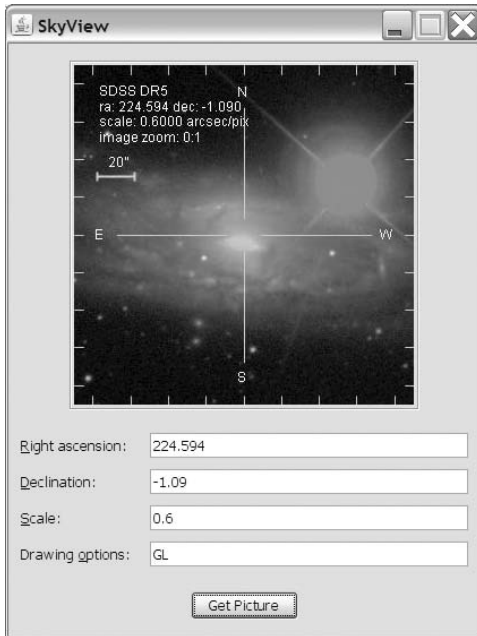 SkyView
SDSS DR5
ra: 224.594 dec: -1.090
scale: 0.6000 arcsec/pix
image zoom: 0:1
20"
N
E
W
S
Right ascension: 224.594
Declination: -1.09
Scale: 0.6
Drawing options: GL
Get Picture